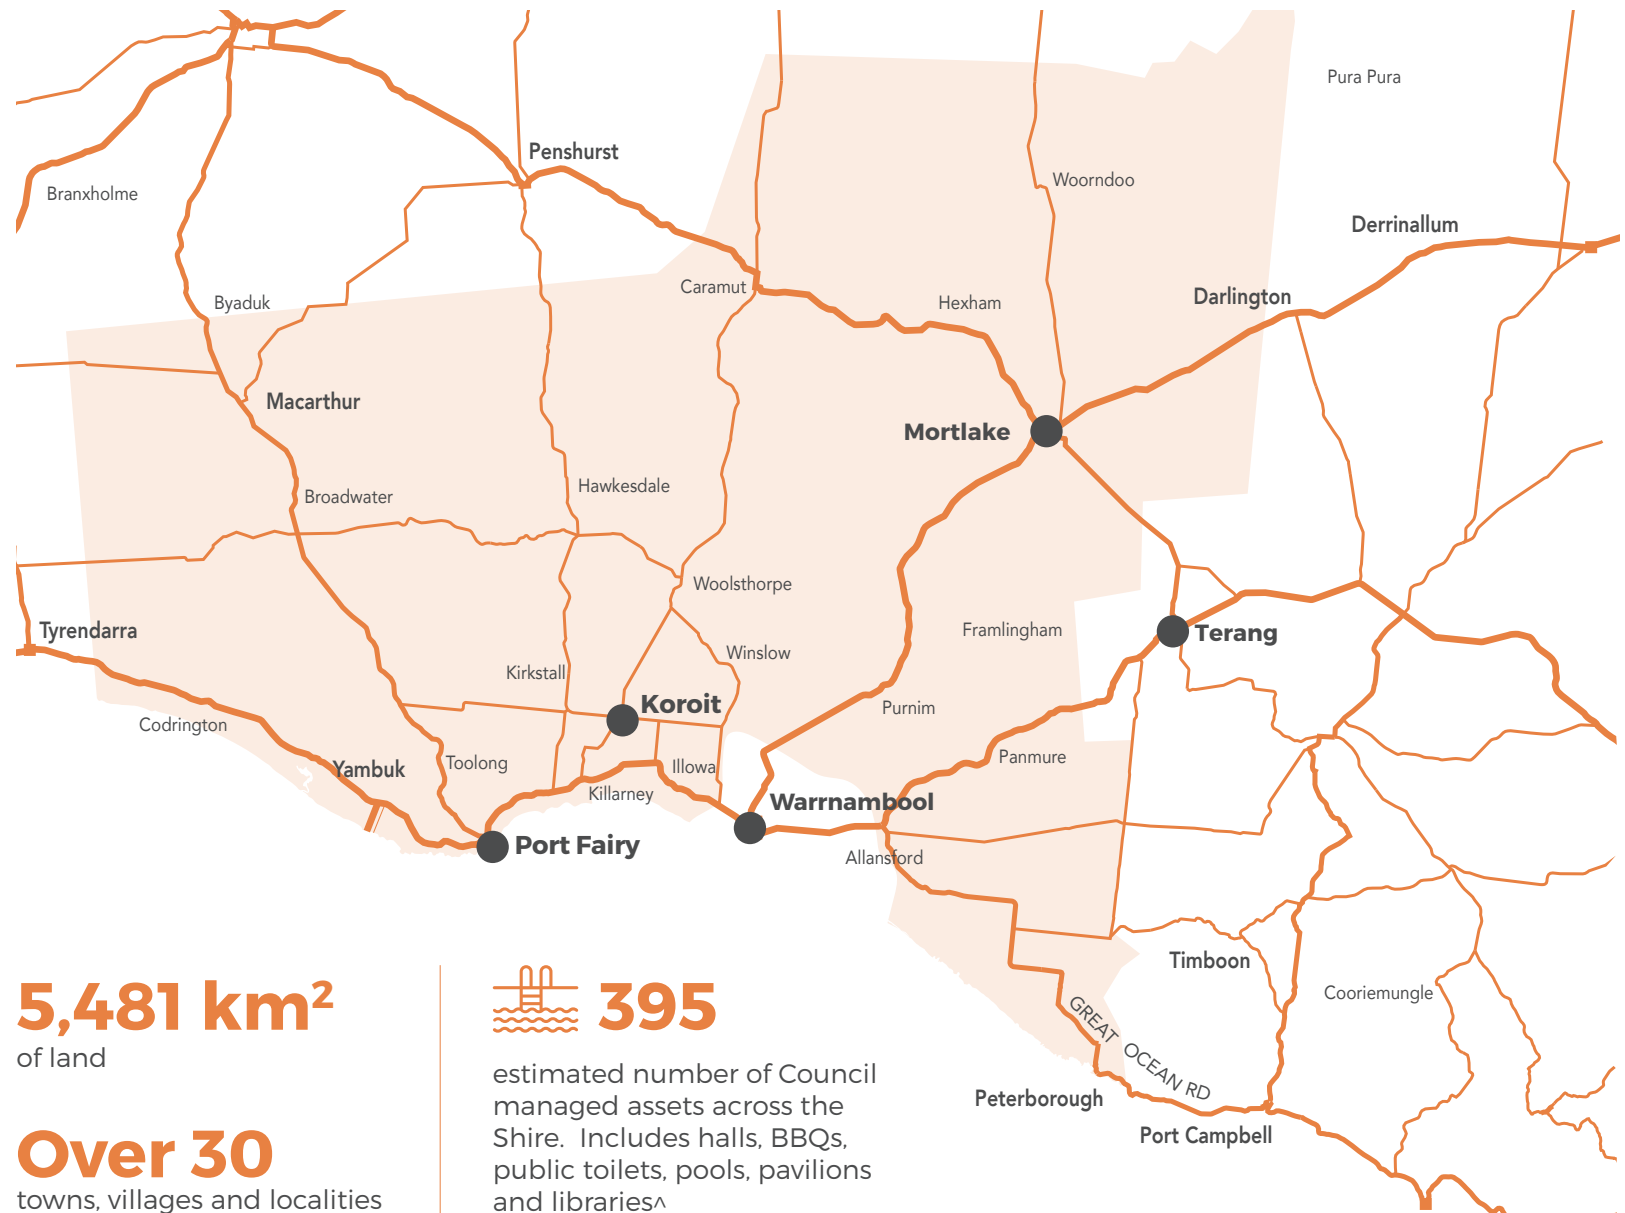 Pura Pura
Penshurst
Woorndoo
Branxholme
Derrinallum
Caramut
Darlington
Byaduk
Hexham
Macarthur
Mortlake
Hawkesdale
Broadwater
Woolsthorpe
Tyrendarra
Framlingham
Terang
Winslow
Kirkstall
Koroit
Purnim
Codrington
Panmure
Toolong
Illowa
Yambuk
Killarney
Warrnambool
Port Fairy
Allansford
Timboon
Cooriemungle
GREAT OCEAN RD
Peterborough
Port Campbell
5,481 km²
of land
Over 30
towns, villages and localities
395
estimated number of Council
managed assets across the
Shire.  Includes halls, BBQs,
public toilets, pools, pavilions
and libraries^